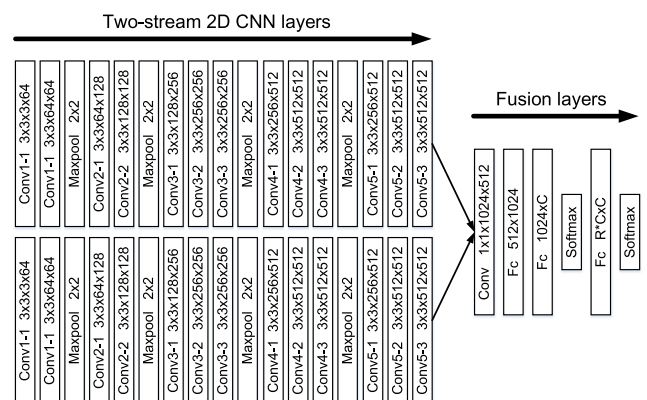 Two-stream 2D CNN layers
Conv1-1 3x3x3x64
Conv1-1 3x3x64x64
Maxpool 2x2
Conv2-1 3x3x64x128
Conv2-2 3x3x128x128
Maxpool 2x2
Conv3-1 3x3x128x256
Conv3-2 3x3x256x256
Conv3-3 3x3x256x256
Maxpool 2x2
Conv4-1 3x3x256x512
Conv4-2 3x3x512x512
Conv4-3 3x3x512x512
Maxpool 2x2
Conv5-1 3x3x256x512
Conv5-2 3x3x512x512
Conv5-3 3x3x512x512
Conv1-1 3x3x3x64
Conv1-1 3x3x64x64
Maxpool 2x2
Conv2-1 3x3x64x128
Conv2-2 3x3x128x128
Maxpool 2x2
Conv3-1 3x3x128x256
Conv3-2 3x3x256x256
Conv3-3 3x3x256x256
Maxpool 2x2
Conv4-1 3x3x256x512
Conv4-2 3x3x512x512
Conv4-3 3x3x512x512
Maxpool 2x2
Conv5-1 3x3x256x512
Conv5-2 3x3x512x512
Conv5-3 3x3x512x512
Fusion layers
Conv 1x1x1024x512
Fc 512x1024
Fc 1024xC
Softmax
Fc R*CxC
Softmax